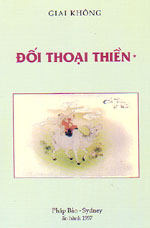 GIAI KHÔNG
ĐỐI THOẠI THIỀN
Pháp Bảo - Sydney
ấn hành 1997